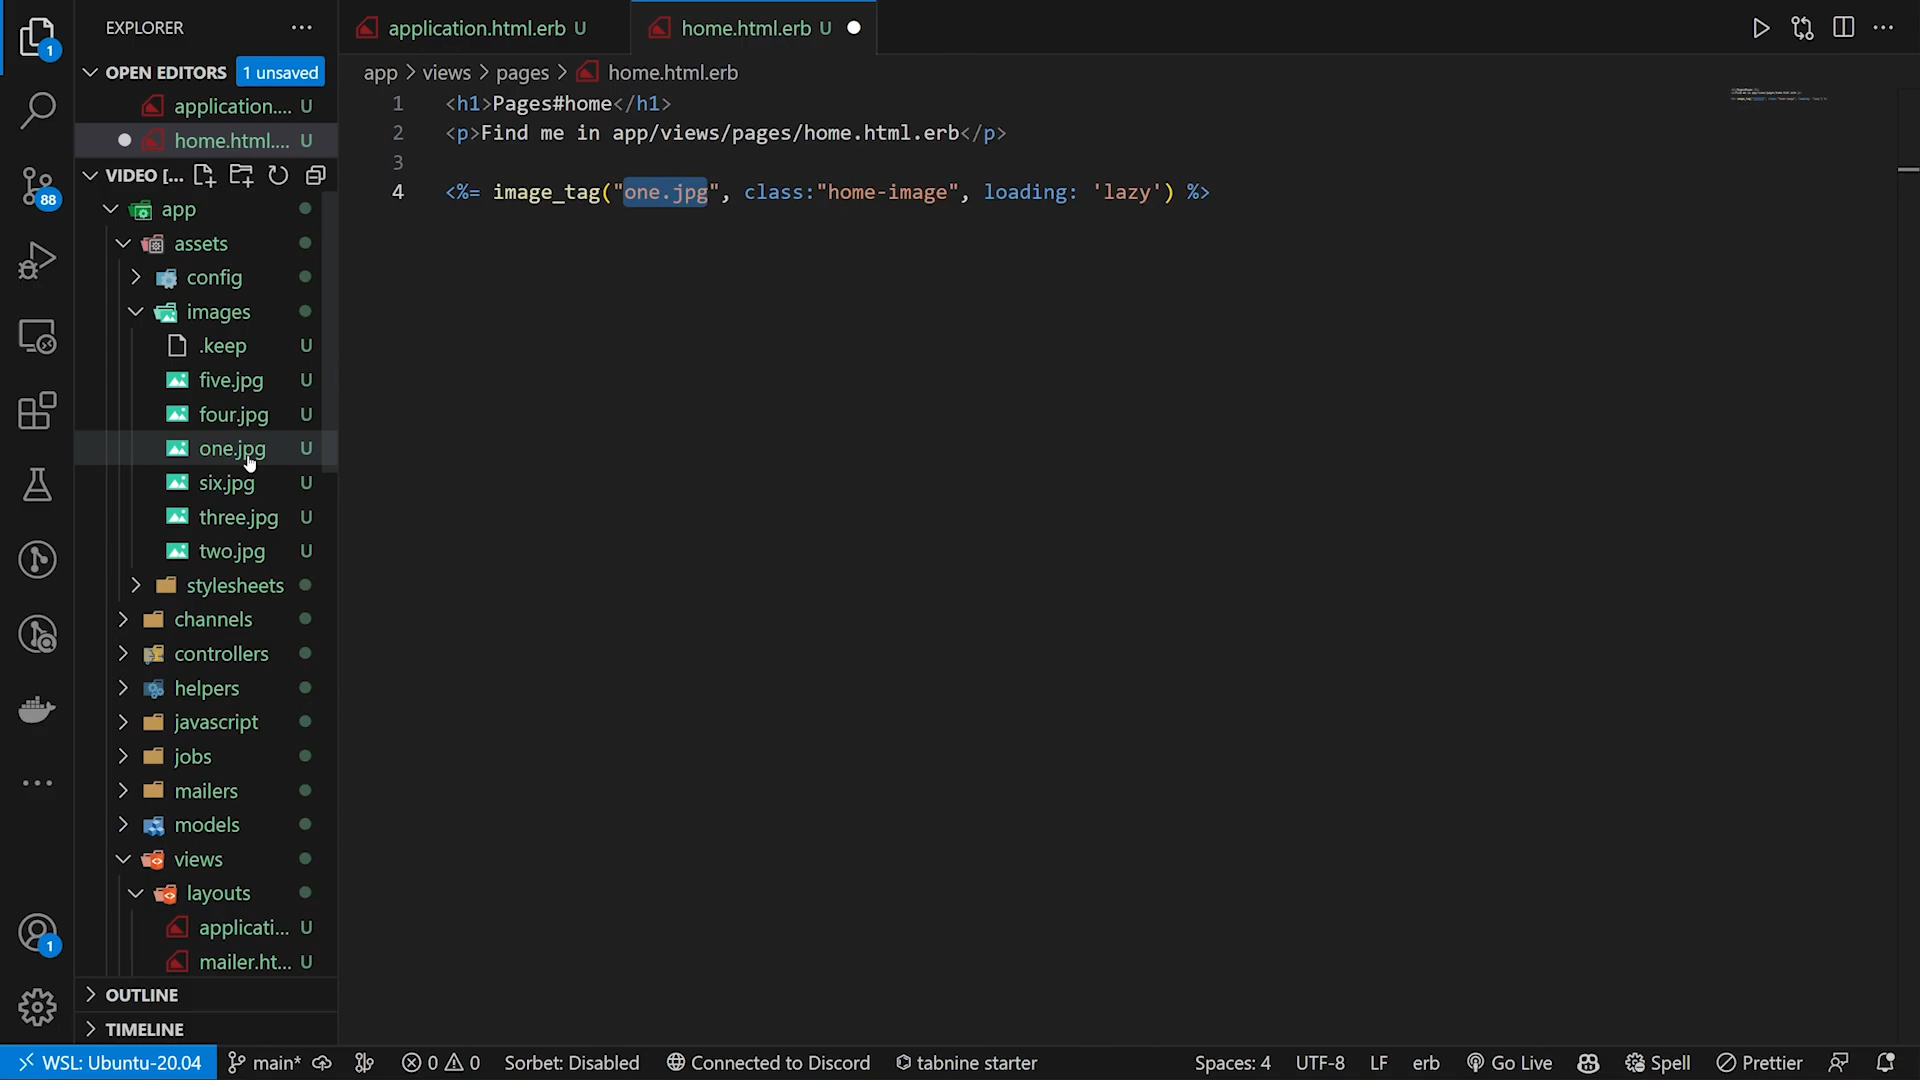 EXPLORER
application.html.erb U
home.html.erb U
1
OPEN EDITORS 1 unsaved
application.... U
home.html.... U
VIDEO [...
app
assets
config
images
.keep U
five.jpg U
four.jpg U
one.jpg U
six.jpg U
three.jpg U
two.jpg U
stylesheets
channels
controllers
helpers
javascript
jobs
mailers
models
views
layouts
applicati... U
mailer.ht... U
OUTLINE
TIMELINE
88
1
app > views > pages > home.html.erb
1 <h1>Pages#home</h1>
2 <p>Find me in app/views/pages/home.html.erb</p>
3
4 <%= image_tag("one.jpg", class:"home-image", loading: 'lazy') %>
WSL: Ubuntu-20.04 main* 0 0 Sorbet: Disabled Connected to Discord tabnine starter Spaces: 4 UTF-8 LF erb Go Live Spell Prettier